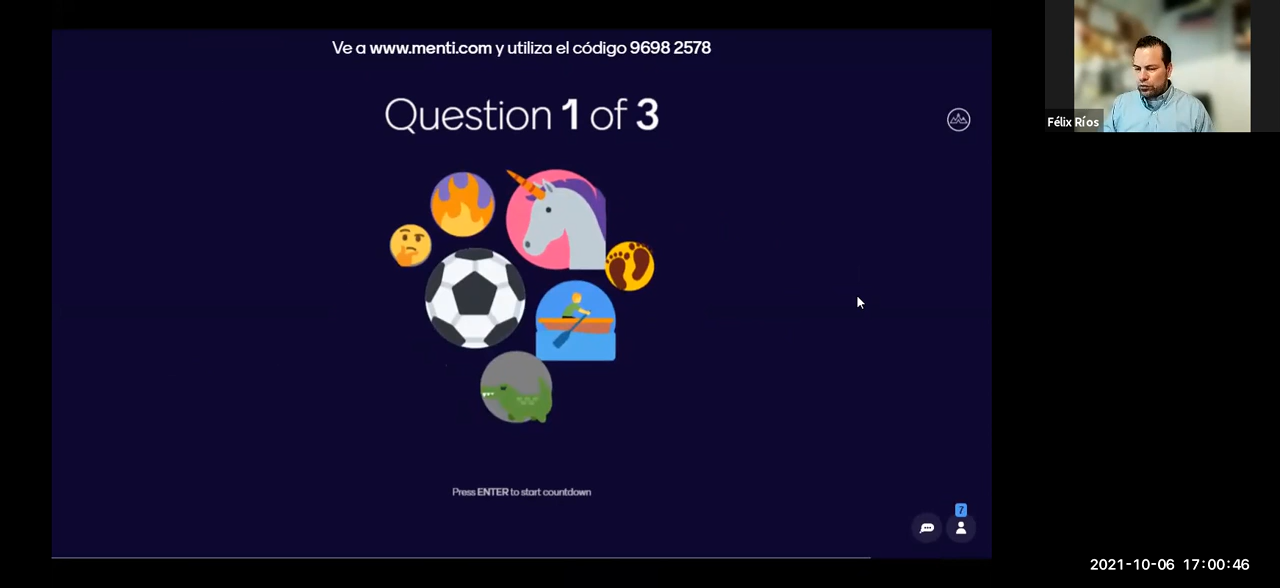 Ve a www.menti.com y utiliza el código 9698 2578
Question 1 of 3
Félix Ríos
Press ENTER to start countdown
7
2021-10-06 17:00:46